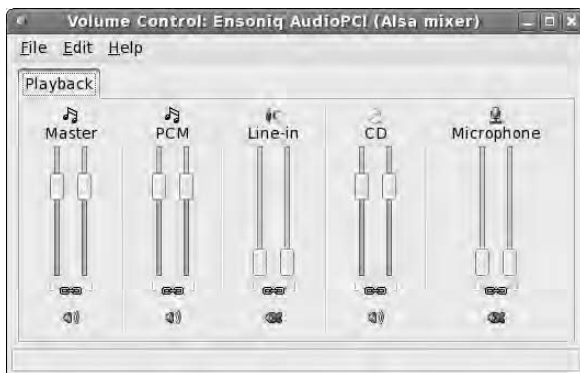 Volume Control: Ensoniq AudioPCI (Alsa mixer)
File Edit Help
Playback
Master PCM Line-in CD Microphone